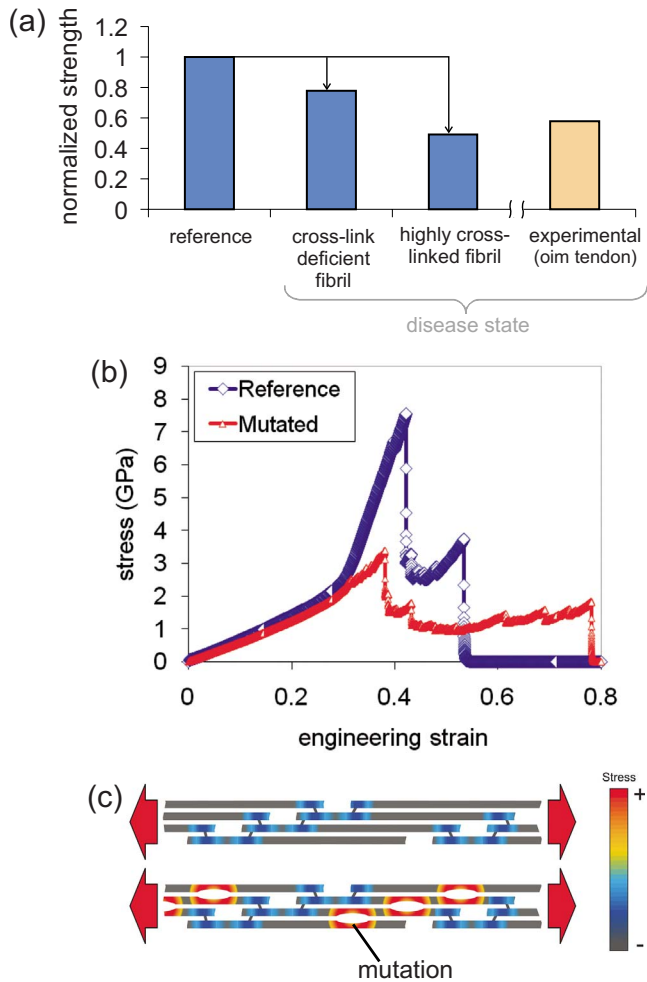 (a)
normalized strength
1.2
1
0.8
0.6
0.4
0.2
0
reference
cross-link
deficient
fibril
highly cross-
linked fibril
experimental
(oim tendon)
disease state
(b)
9
8
7
6
5
4
3
2
1
0
stress (GPa)
Reference
Mutated
0
0.2
0.4
0.6
0.8
engineering strain
(c)
Stress
+
-
mutation